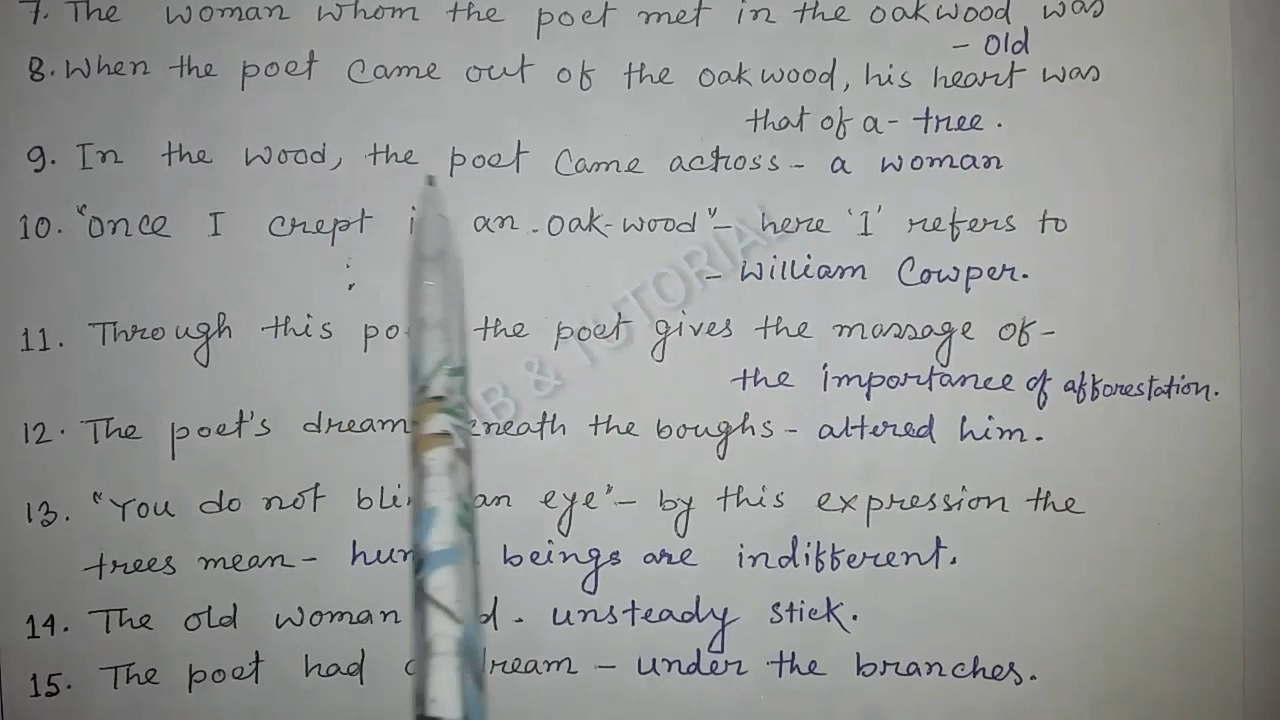 7. The woman whom the poet met in the oakwood was
- Old
8. When the poet came out of the oakwood, his heart was
that of a- tree.
9. In the wood, the poet came across - a woman
10. "Once I crept i an. oak-wood" - here 'I' refers to
- William Cowper.
11. Through this po the poet gives the massage of -
the importance of afforestation.
12. The poet's dream neath the boughs - altered him.
13. "You do not bli an eye" - by this expression the
trees mean - hum beings are indifferent.
14. The old woman d. unsteady stick.
15. The poet had a dream - under the branches.
B & TUTORIAL